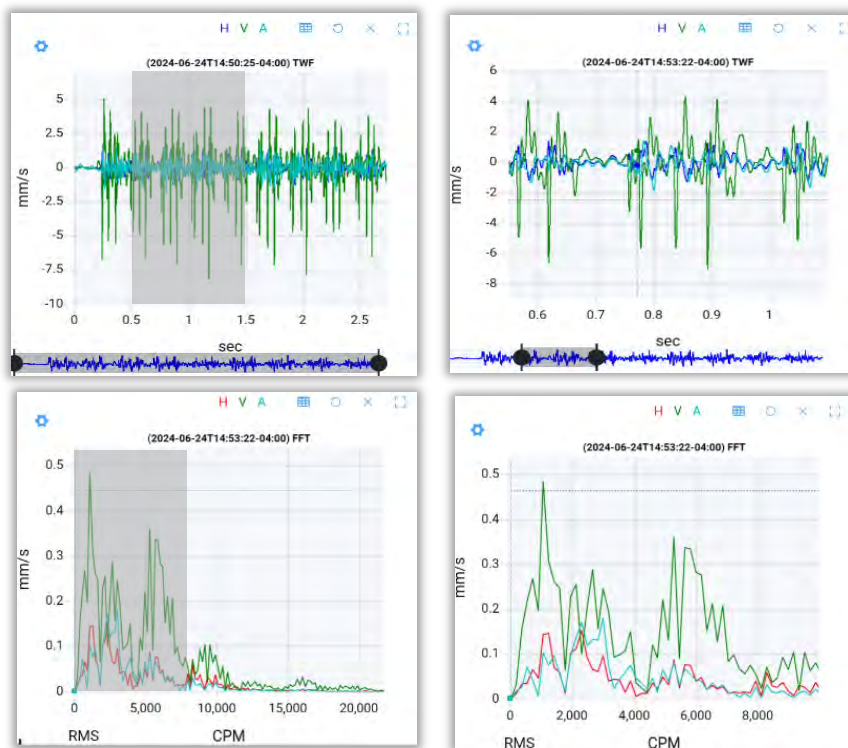 H V A
(2024-06-24T14:50:25-04:00) TWF
5
2.5
0
-2.5
-5
-7.5
-10
mm/s
0 0.5 1 1.5 2 2.5
sec
H V A
(2024-06-24T14:53:22-04:00) TWF
6
4
2
0
-2
-4
-6
-8
mm/s
0.6 0.7 0.8 0.9 1
sec
H V A
(2024-06-24T14:53:22-04:00) FFT
0.5
0.4
0.3
0.2
0.1
0
mm/s
0 5,000 10,000 15,000 20,000
RMS CPM
H V A
(2024-06-24T14:53:22-04:00) FFT
0.5
0.4
0.3
0.2
0.1
0
mm/s
0 2,000 4,000 6,000 8,000
RMS CPM